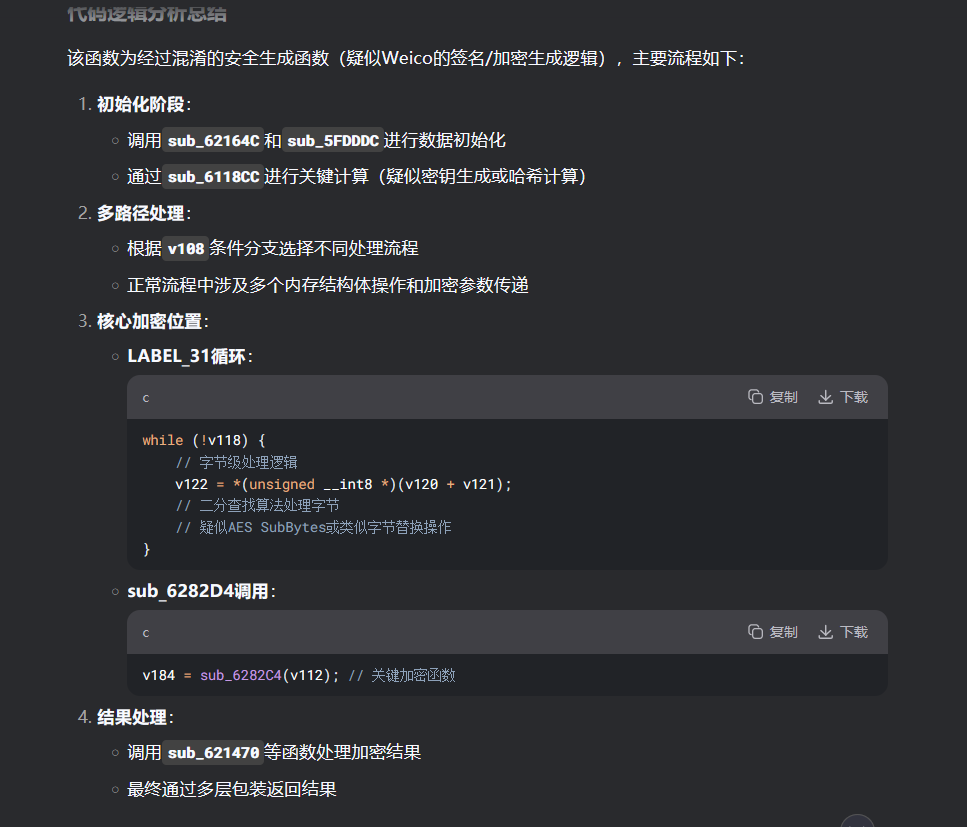 代码逻辑分析总结
该函数为经过混淆的安全生成函数（疑似Weico的签名/加密生成逻辑），主要流程如下：
1. 初始化阶段：
○ 调用 sub_62164C 和 sub_5FDDDC 进行数据初始化
○ 通过 sub_6118CC 进行关键计算（疑似密钥生成或哈希计算）
2. 多路径处理：
○ 根据 v108 条件分支选择不同处理流程
○ 正常流程中涉及多个内存结构体操作和加密参数传递
3. 核心加密位置：
○ LABEL_31循环：
c 复制 下载
while (!v118) {
// 字节级处理逻辑
v122 = *(unsigned __int8 *)(v120 + v121);
// 二分查找算法处理字节
// 疑似AES SubBytes或类似字节替换操作
}
○ sub_6282D4调用：
c 复制 下载
v184 = sub_6282C4(v112); // 关键加密函数
4. 结果处理：
○ 调用 sub_621470 等函数处理加密结果
○ 最终通过多层包装返回结果